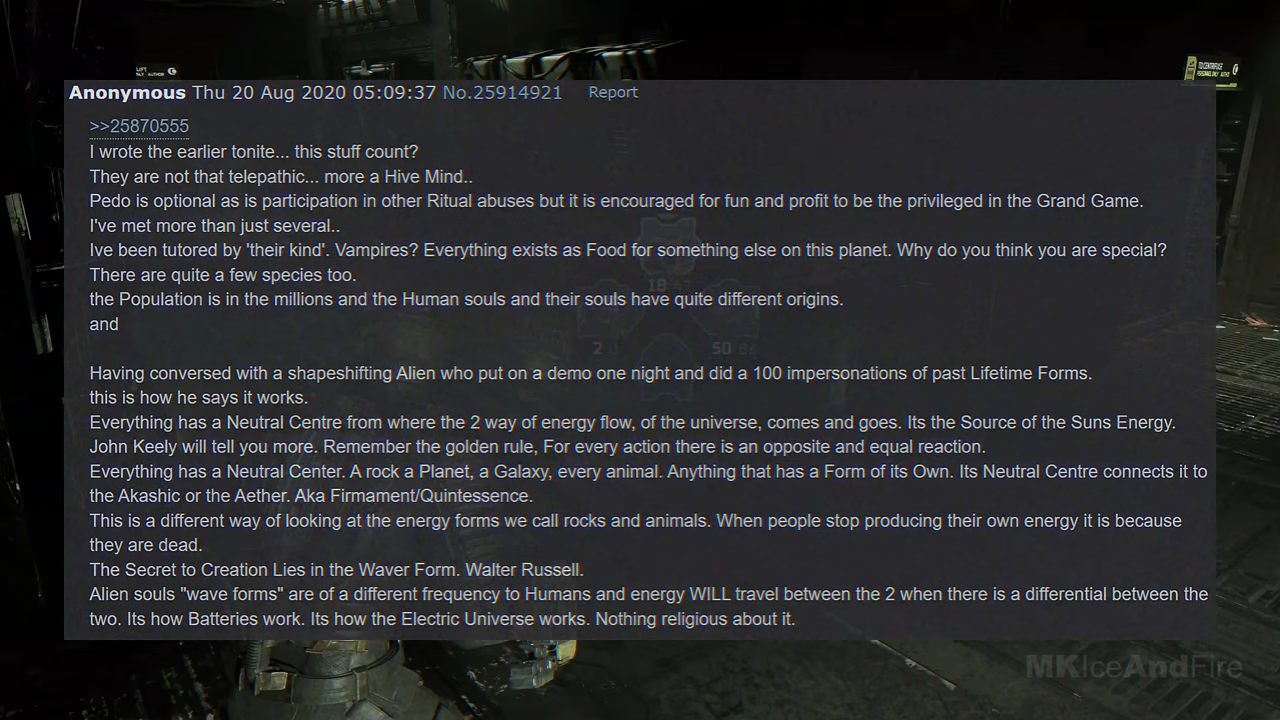 LIFT
Anonymous Thu 20 Aug 2020 05:09:37 No.25914921 Report
>>25870555
I wrote the earlier tonite... this stuff count?
They are not that telepathic... more a Hive Mind..
Pedo is optional as is participation in other Ritual abuses but it is encouraged for fun and profit to be the privileged in the Grand Game.
I've met more than just several..
Ive been tutored by 'their kind'. Vampires? Everything exists as Food for something else on this planet. Why do you think you are special?
There are quite a few species too.
the Population is in the millions and the Human souls and their souls have quite different origins.
and
Having conversed with a shapeshifting Alien who put on a demo one night and did a 100 impersonations of past Lifetime Forms.
this is how he says it works.
Everything has a Neutral Centre from where the 2 way of energy flow, of the universe, comes and goes. Its the Source of the Suns Energy.
John Keely will tell you more. Remember the golden rule, For every action there is an opposite and equal reaction.
Everything has a Neutral Center. A rock a Planet, a Galaxy, every animal. Anything that has a Form of its Own. Its Neutral Centre connects it to
the Akashic or the Aether. Aka Firmament/Quintessence.
This is a different way of looking at the energy forms we call rocks and animals. When people stop producing their own energy it is because
they are dead.
The Secret to Creation Lies in the Waver Form. Walter Russell.
Alien souls "wave forms" are of a different frequency to Humans and energy WILL travel between the 2 when there is a differential between the
two. Its how Batteries work. Its how the Electric Universe works. Nothing religious about it.
MKIceAndFire